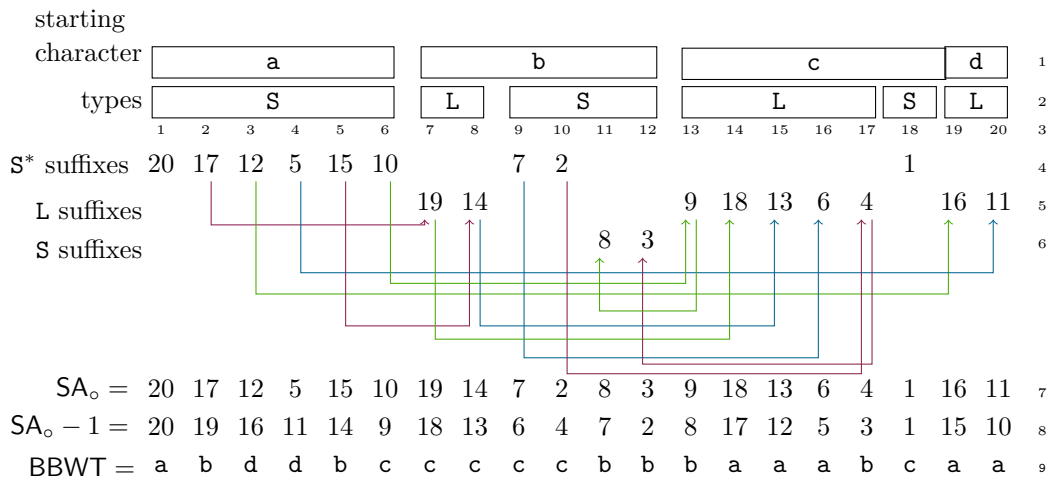 starting
character a b c d 1
types S L S L S L 2
1 2 3 4 5 6 7 8 9 10 11 12 13 14 15 16 17 18 19 20 3
S* suffixes 20 17 12 5 15 10 7 2 1 4
L suffixes 19 14 9 18 13 6 4 16 11 5
S suffixes 8 3 6
SA∘ = 20 17 12 5 15 10 19 14 7 2 8 3 9 18 13 6 4 1 16 11 7
SA∘ − 1 = 20 19 16 11 14 9 18 13 6 4 7 2 8 17 12 5 3 1 15 10 8
BBWT = a b d d b c c c c c b b b a a a b c a a 9